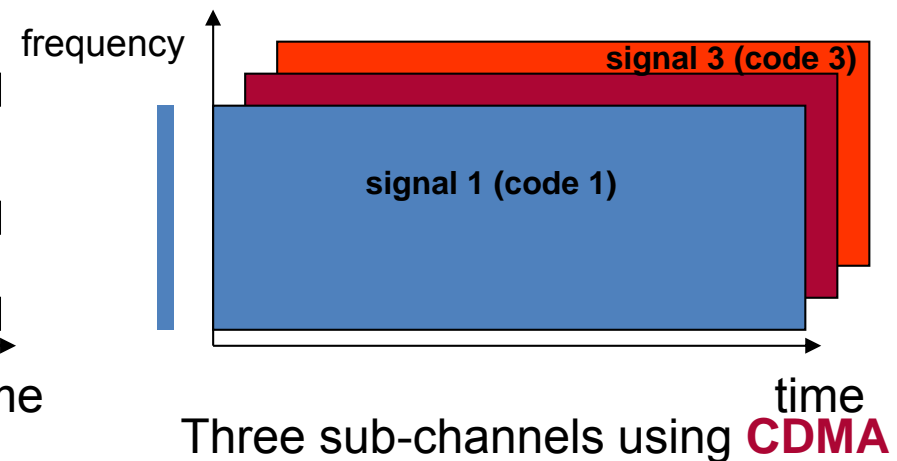 frequency
signal 3 (code 3)
signal 1 (code 1)
time
Three sub-channels using CDMA